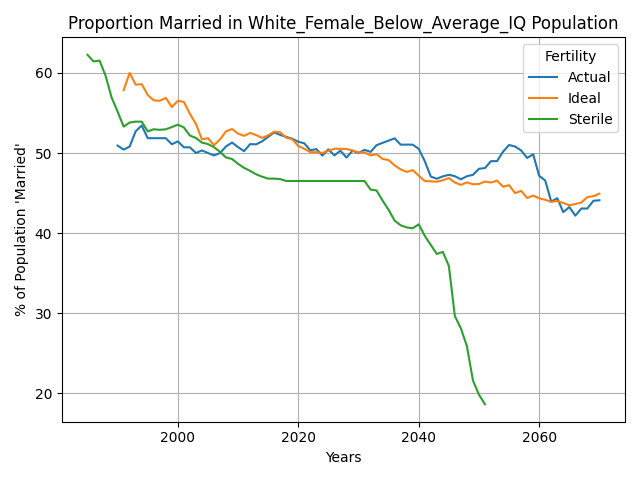 Proportion Married in White_Female_Below_Average_IQ Population
Fertility
Actual
Ideal
Sterile
% of Population 'Married'
60
50
40
30
20
2000
2020
2040
2060
Years